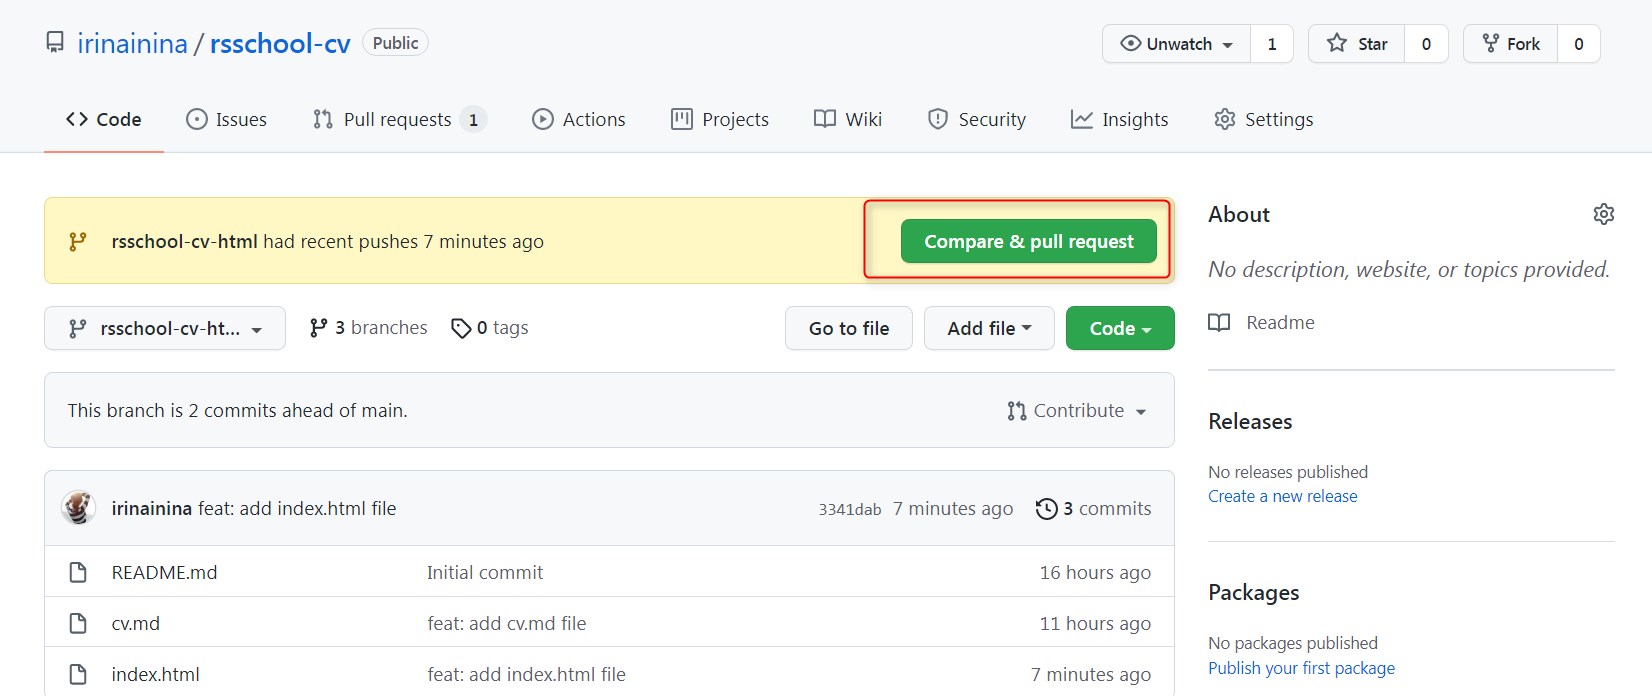 irinainina / rsschool-cv Public
Unwatch 1 Star 0 Fork 0
Code Issues Pull requests 1 Actions Projects Wiki Security Insights Settings
rsschool-cv-html had recent pushes 7 minutes ago
Compare & pull request
rsschool-cv-ht... 3 branches 0 tags
Go to file Add file Code
This branch is 2 commits ahead of main.
Contribute
irinainina feat: add index.html file 3341dab 7 minutes ago 3 commits
README.md Initial commit 16 hours ago
cv.md feat: add cv.md file 11 hours ago
index.html feat: add index.html file 7 minutes ago
About
No description, website, or topics provided.
Readme
Releases
No releases published
Create a new release
Packages
No packages published
Publish your first package